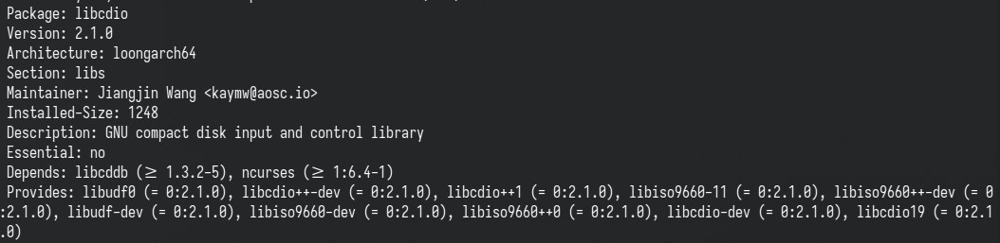 Package: libcdio
Version: 2.1.0
Architecture: loongarch64
Section: libs
Maintainer: Jiangjin Wang <kaymw@aosc.io>
Installed-Size: 1248
Description: GNU compact disk input and control library
Essential: no
Depends: libcddb (≥ 1.3.2-5), ncurses (≥ 1:6.4-1)
Provides: libudf0 (= 0:2.1.0), libcdio++-dev (= 0:2.1.0), libcdio++1 (= 0:2.1.0), libiso9660-11 (= 0:2.1.0), libiso9660++-dev (= 0
:2.1.0), libudf-dev (= 0:2.1.0), libiso9660-dev (= 0:2.1.0), libiso9660++0 (= 0:2.1.0), libcdio-dev (= 0:2.1.0), libcdio19 (= 0:2.1
.0)